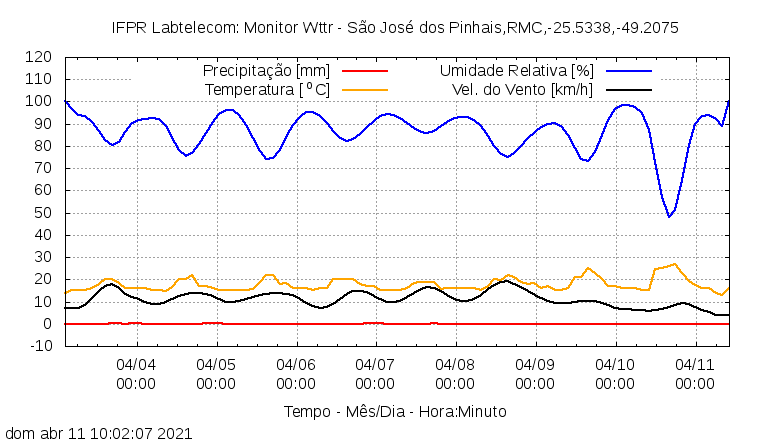 IFPR Labtelecom: Monitor Wttr - São José dos Pinhais,RMC,-25.5338,-49.2075
120
110
100
90
80
70
60
50
40
30
20
10
0
-10
Precipitação [mm] Umidade Relativa [%]
Temperatura [⁰C] Vel. do Vento [km/h]
04/04 04/05 04/06 04/07 04/08 04/09 04/10 04/11
00:00 00:00 00:00 00:00 00:00 00:00 00:00 00:00
Tempo - Mês/Dia - Hora:Minuto
dom abr 11 10:02:07 2021